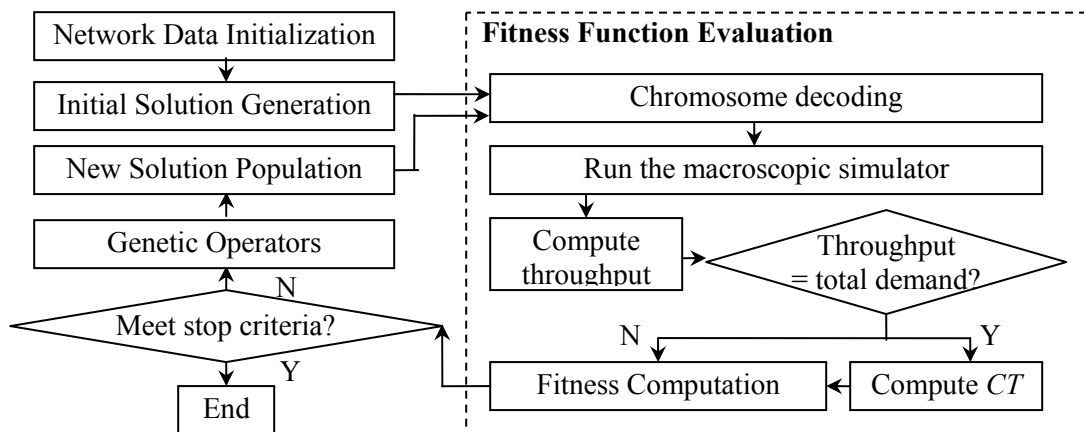 Network Data Initialization
Initial Solution Generation
New Solution Population
Genetic Operators
N
Meet stop criteria?
Y
End
Fitness Function Evaluation
Chromosome decoding
Run the macroscopic simulator
Compute
throughput
Throughput
= total demand?
N
Y
Fitness Computation
Compute CT